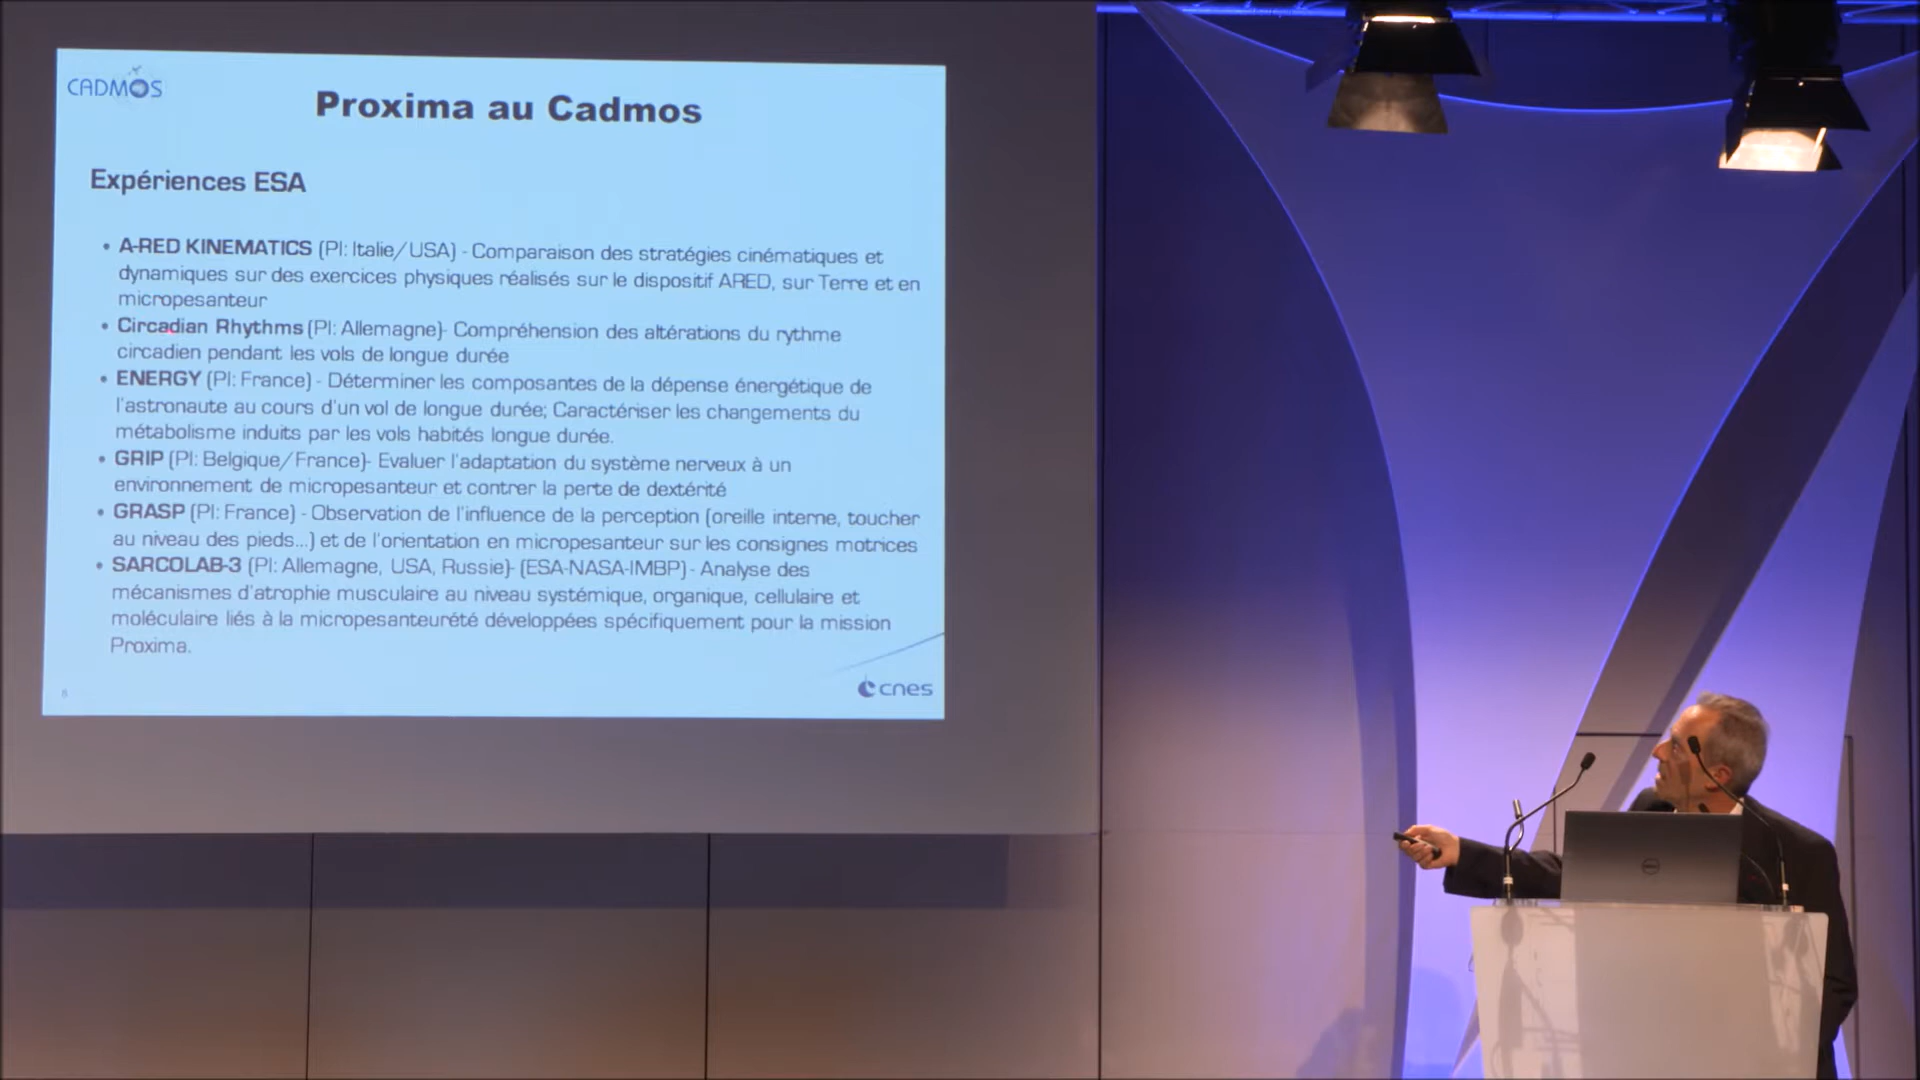 CADMOS
Proxima au Cadmos
Expériences ESA
• A-RED KINEMATICS (PI: Italie/USA) - Comparaison des stratégies cinématiques et
dynamiques sur des exercices physiques réalisés sur le dispositif ARED, sur Terre et en
micropesanteur
• Circadian Rhythms (PI: Allemagne)- Compréhension des altérations du rythme
circadien pendant les vols de longue durée
• ENERGY (PI: France) - Déterminer les composantes de la dépense énergétique de
l'astronaute au cours d'un vol de longue durée; Caractériser les changements du
métabolisme induits par les vols habités longue durée.
• GRIP (PI: Belgique/France)- Evaluer l'adaptation du système nerveux à un
environnement de micropesanteur et contrer la perte de dextérité
• GRASP (PI: France) - Observation de l'influence de la perception (oreille interne, toucher
au niveau des pieds...) et de l'orientation en micropesanteur sur les consignes motrices
• SARCOLAB-3 (PI: Allemagne, USA, Russie)- (ESA-NASA-IMBP) - Analyse des
mécanismes d'atrophie musculaire au niveau systémique, organique, cellulaire et
moléculaire liés à la micropesanteurété développées spécifiquement pour la mission
Proxima.
cnes